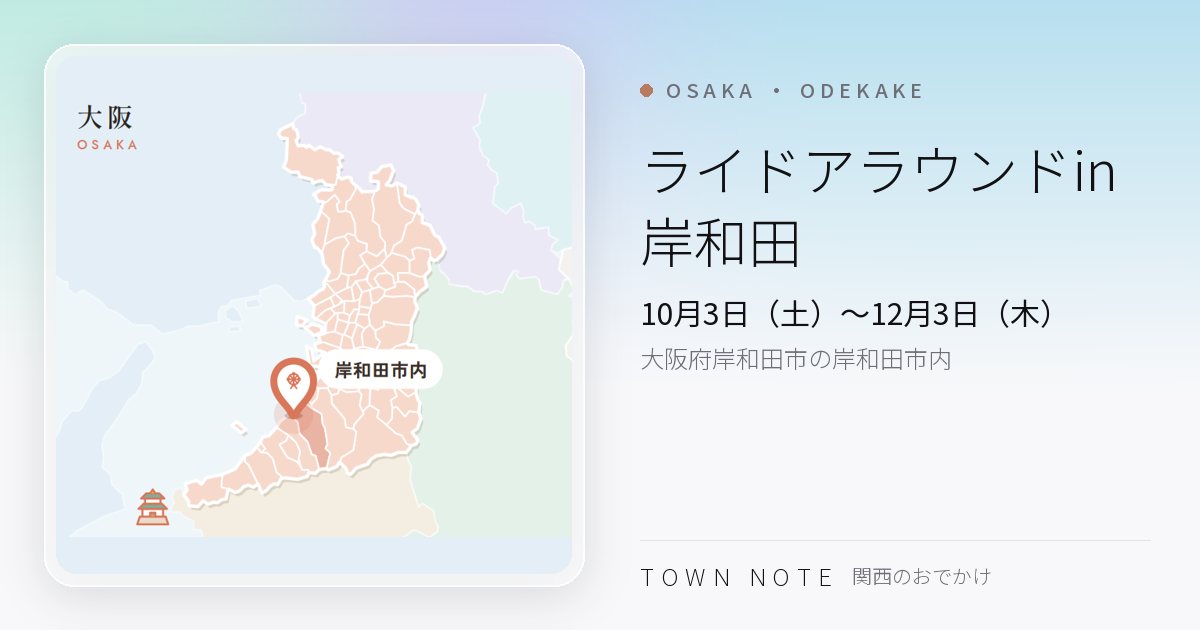 大阪
OSAKA
岸和田市内
OSAKA ・ ODEKAKE
ライドアラウンドin
岸和田
10月3日（土）〜12月3日（木）
大阪府岸和田市の岸和田市内
TOWN NOTE 関西のおでかけ